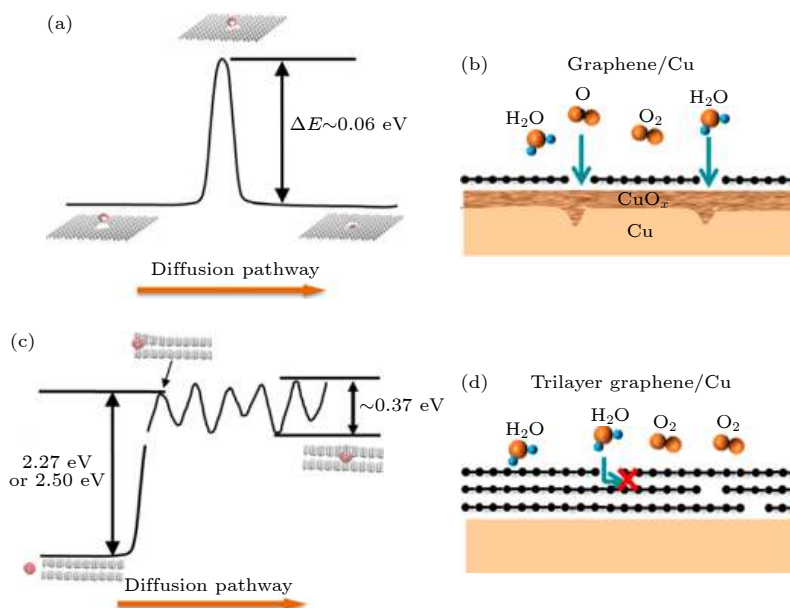 (a)
ΔE~0.06 eV
Diffusion pathway
(b)
Graphene/Cu
H₂O
O
O₂
H₂O
CuOₓ
Cu
(c)
2.27 eV
or 2.50 eV
~0.37 eV
Diffusion pathway
(d)
Trilayer graphene/Cu
H₂O
H₂O
O₂
O₂